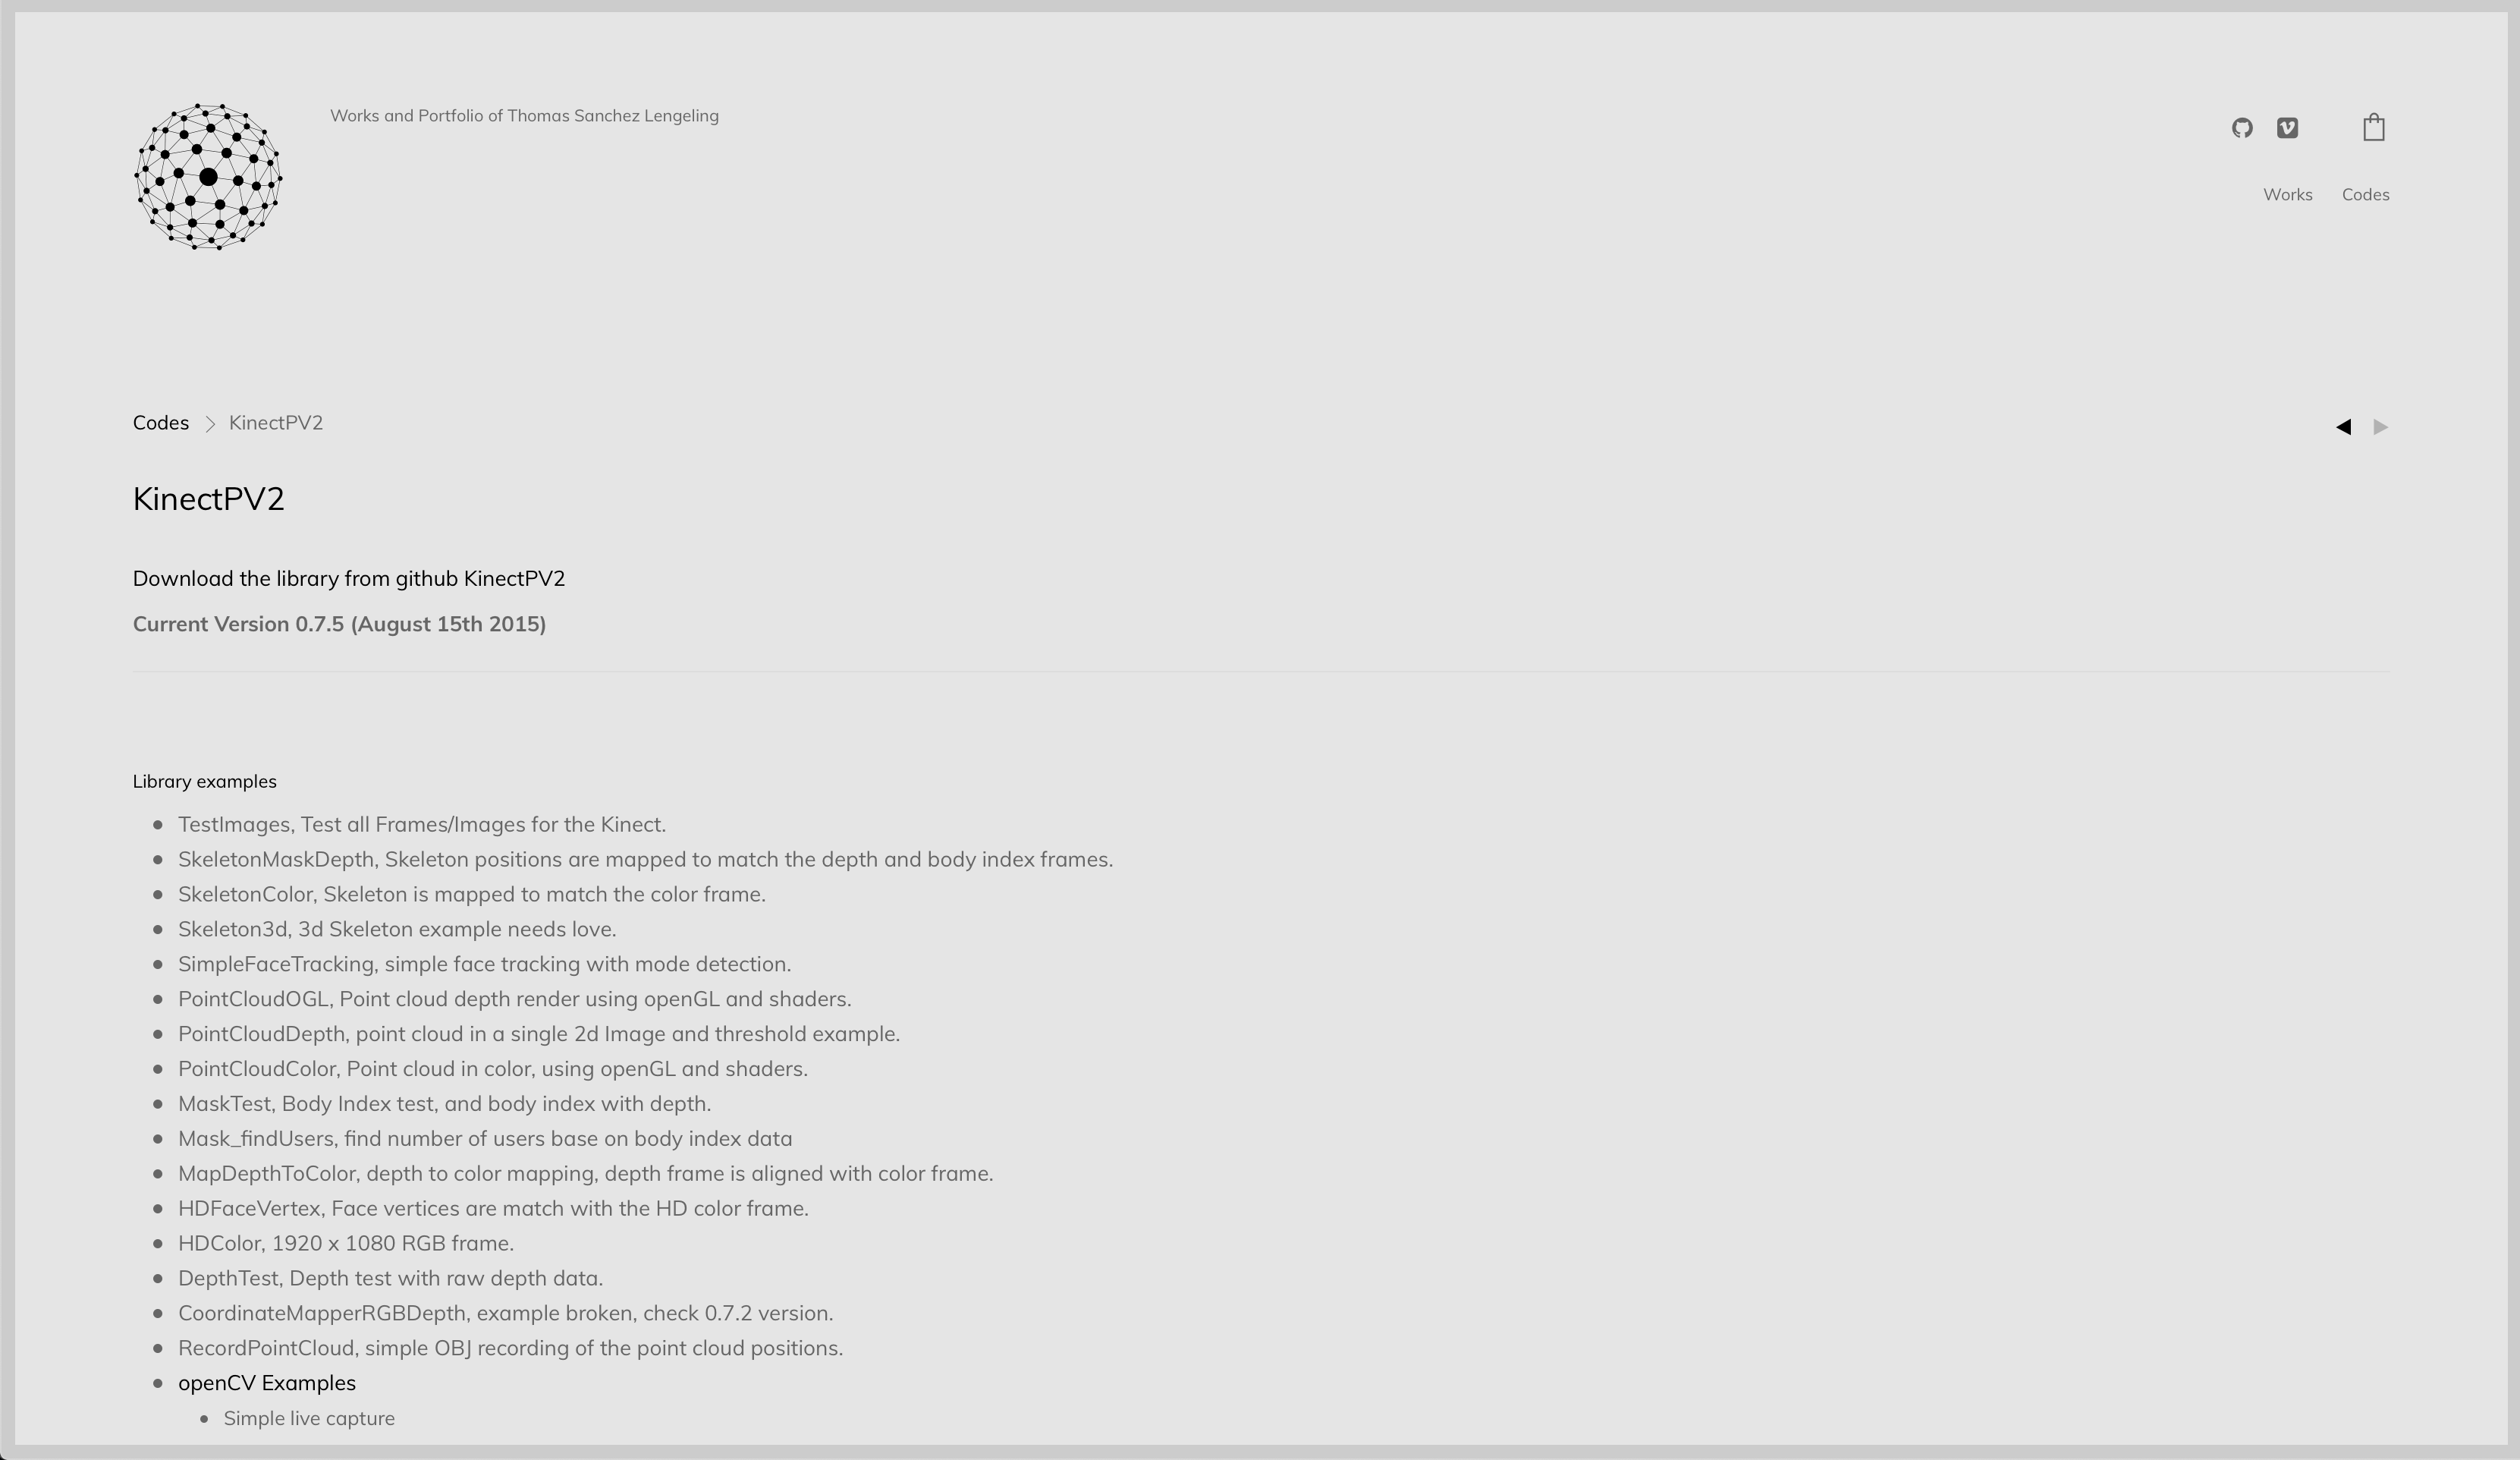 Works and Portfolio of Thomas Sanchez Lengeling
Works Codes
Codes KinectPV2
KinectPV2
Download the library from github KinectPV2
Current Version 0.7.5 (August 15th 2015)
Library examples
TestImages, Test all Frames/Images for the Kinect.
SkeletonMaskDepth, Skeleton positions are mapped to match the depth and body index frames.
SkeletonColor, Skeleton is mapped to match the color frame.
Skeleton3d, 3d Skeleton example needs love.
SimpleFaceTracking, simple face tracking with mode detection.
PointCloudOGL, Point cloud depth render using openGL and shaders.
PointCloudDepth, point cloud in a single 2d Image and threshold example.
PointCloudColor, Point cloud in color, using openGL and shaders.
MaskTest, Body Index test, and body index with depth.
Mask_findUsers, find number of users base on body index data
MapDepthToColor, depth to color mapping, depth frame is aligned with color frame.
HDFaceVertex, Face vertices are match with the HD color frame.
HDColor, 1920 x 1080 RGB frame.
DepthTest, Depth test with raw depth data.
CoordinateMapperRGBDepth, example broken, check 0.7.2 version.
RecordPointCloud, simple OBJ recording of the point cloud positions.
openCV Examples
Simple live capture